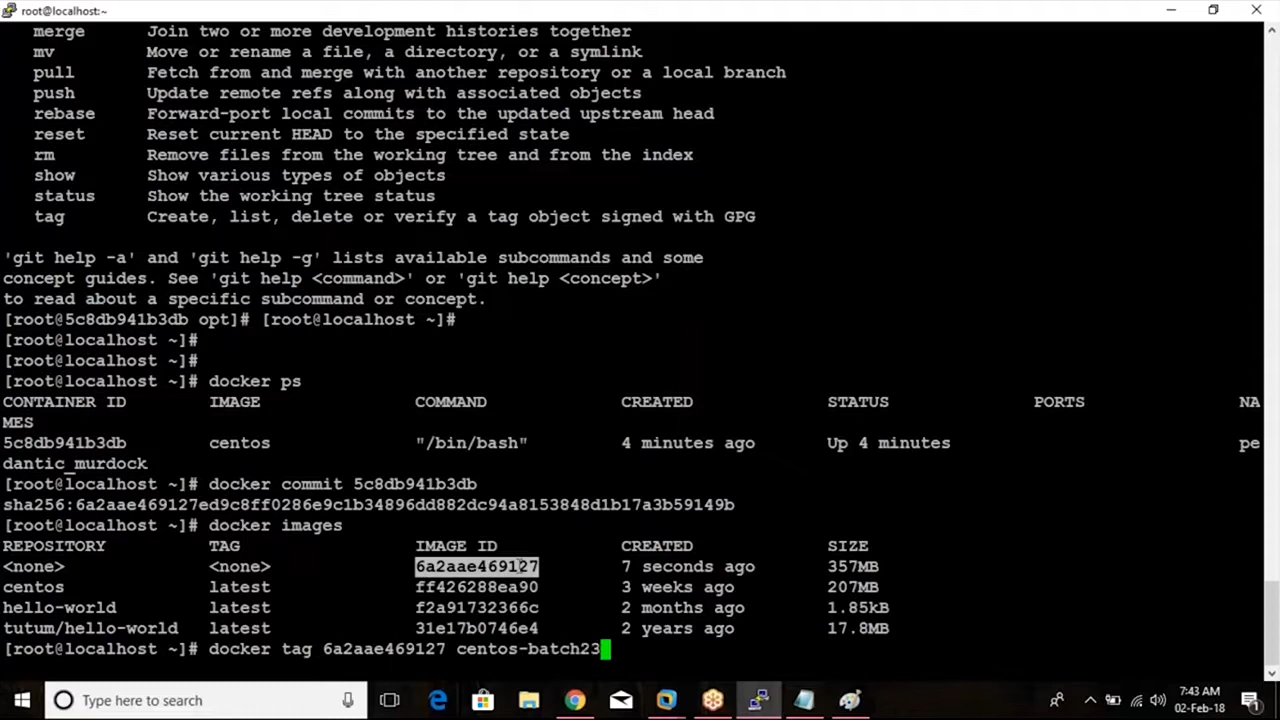 root@localhost:~
merge Join two or more development histories together
mv Move or rename a file, a directory, or a symlink
pull Fetch from and merge with another repository or a local branch
push Update remote refs along with associated objects
rebase Forward-port local commits to the updated upstream head
reset Reset current HEAD to the specified state
rm Remove files from the working tree and from the index
show Show various types of objects
status Show the working tree status
tag Create, list, delete or verify a tag object signed with GPG
'git help -a' and 'git help -g' lists available subcommands and some
concept guides. See 'git help <command>' or 'git help <concept>'
to read about a specific subcommand or concept.
[root@5c8db941b3db opt]# [root@localhost ~]#
[root@localhost ~]#
[root@localhost ~]#
[root@localhost ~]# docker ps
CONTAINER ID IMAGE COMMAND CREATED STATUS PORTS NA
MES
5c8db941b3db centos "/bin/bash" 4 minutes ago Up 4 minutes pe
dantic_murdock
[root@localhost ~]# docker commit 5c8db941b3db
sha256:6a2aae469127ed9c8ff0286e9c1b34896dd882dc94a8153848d1b17a3b59149b
[root@localhost ~]# docker images
REPOSITORY TAG IMAGE ID CREATED SIZE
<none> <none> 6a2aae469127 7 seconds ago 357MB
centos latest ff426288ea90 3 weeks ago 207MB
hello-world latest f2a91732366c 2 months ago 1.85kB
tutum/hello-world latest 31e17b0746e4 2 years ago 17.8MB
[root@localhost ~]# docker tag 6a2aae469127 centos-batch23
Type here to search
7:43 AM
02-Feb-18